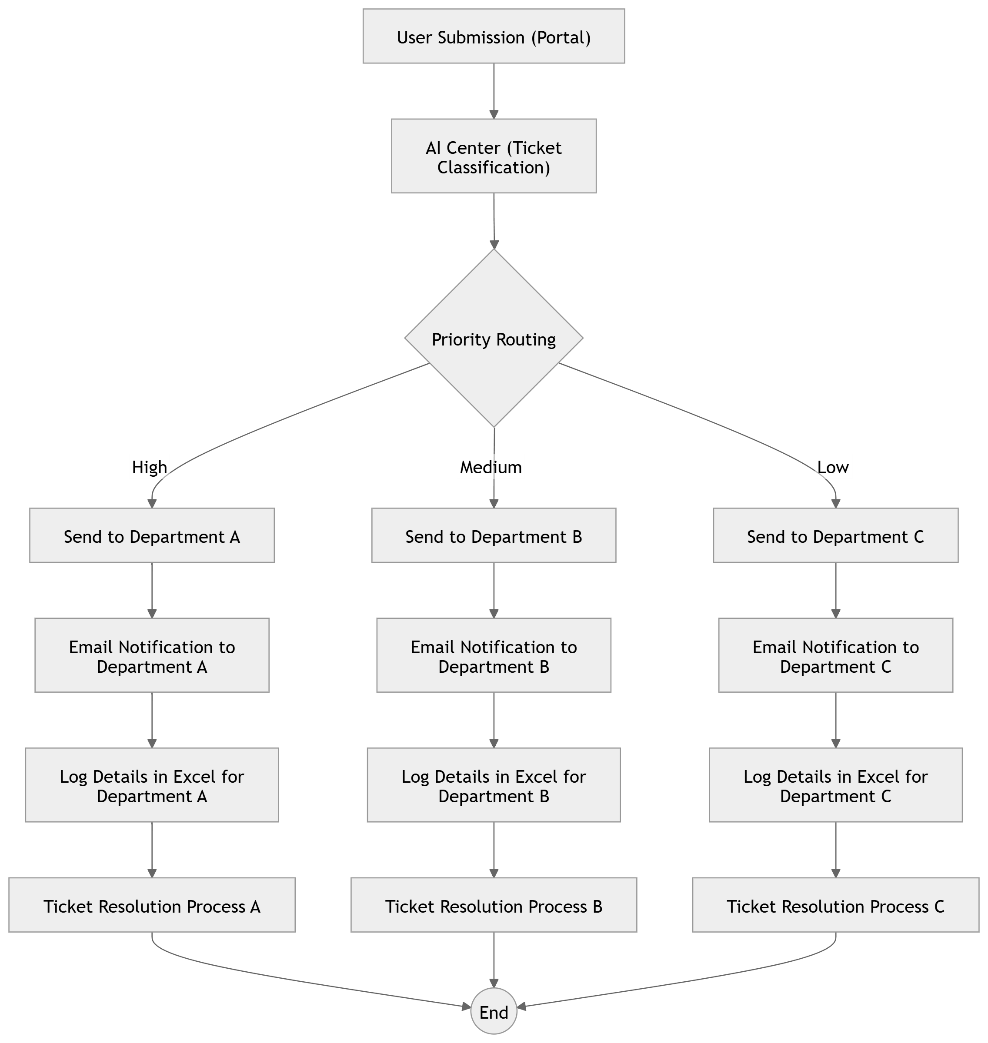 User Submission (Portal)
AI Center (Ticket
Classification)
Priority Routing
High
Medium
Low
Send to Department A
Send to Department B
Send to Department C
Email Notification to
Department A
Email Notification to
Department B
Email Notification to
Department C
Log Details in Excel for
Department A
Log Details in Excel for
Department B
Log Details in Excel for
Department C
Ticket Resolution Process A
Ticket Resolution Process B
Ticket Resolution Process C
End